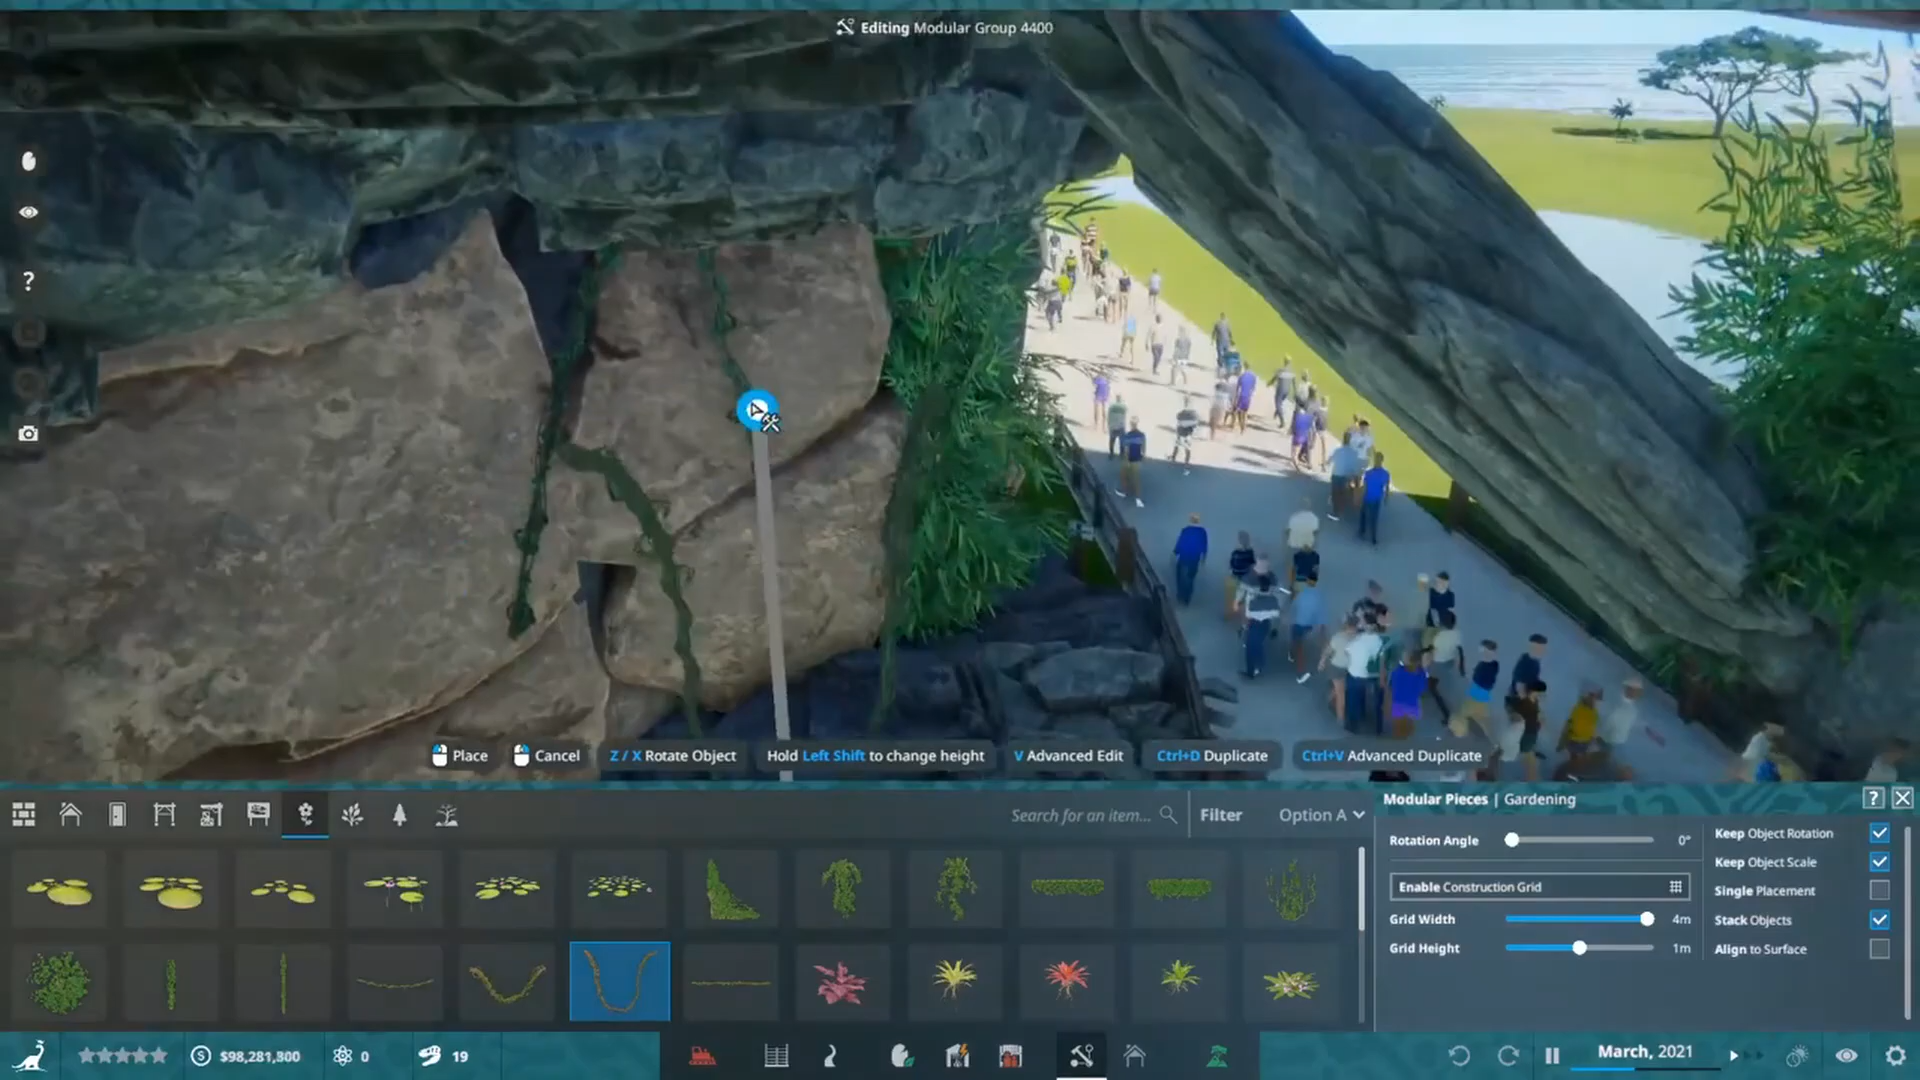 Editing Modular Group 4400
?
Place
Cancel
Z / X Rotate Object
Hold Left Shift to change height
V Advanced Edit
Ctrl+D Duplicate
Ctrl+V Advanced Duplicate
Search for an item...
Filter
Option A
Modular Pieces | Gardening
?
Rotation Angle
0°
Enable Construction Grid
Grid Width
4m
Grid Height
1m
Keep Object Rotation
Keep Object Scale
Single Placement
Stack Objects
Align to Surface
$98,281,800
0
19
March, 2021